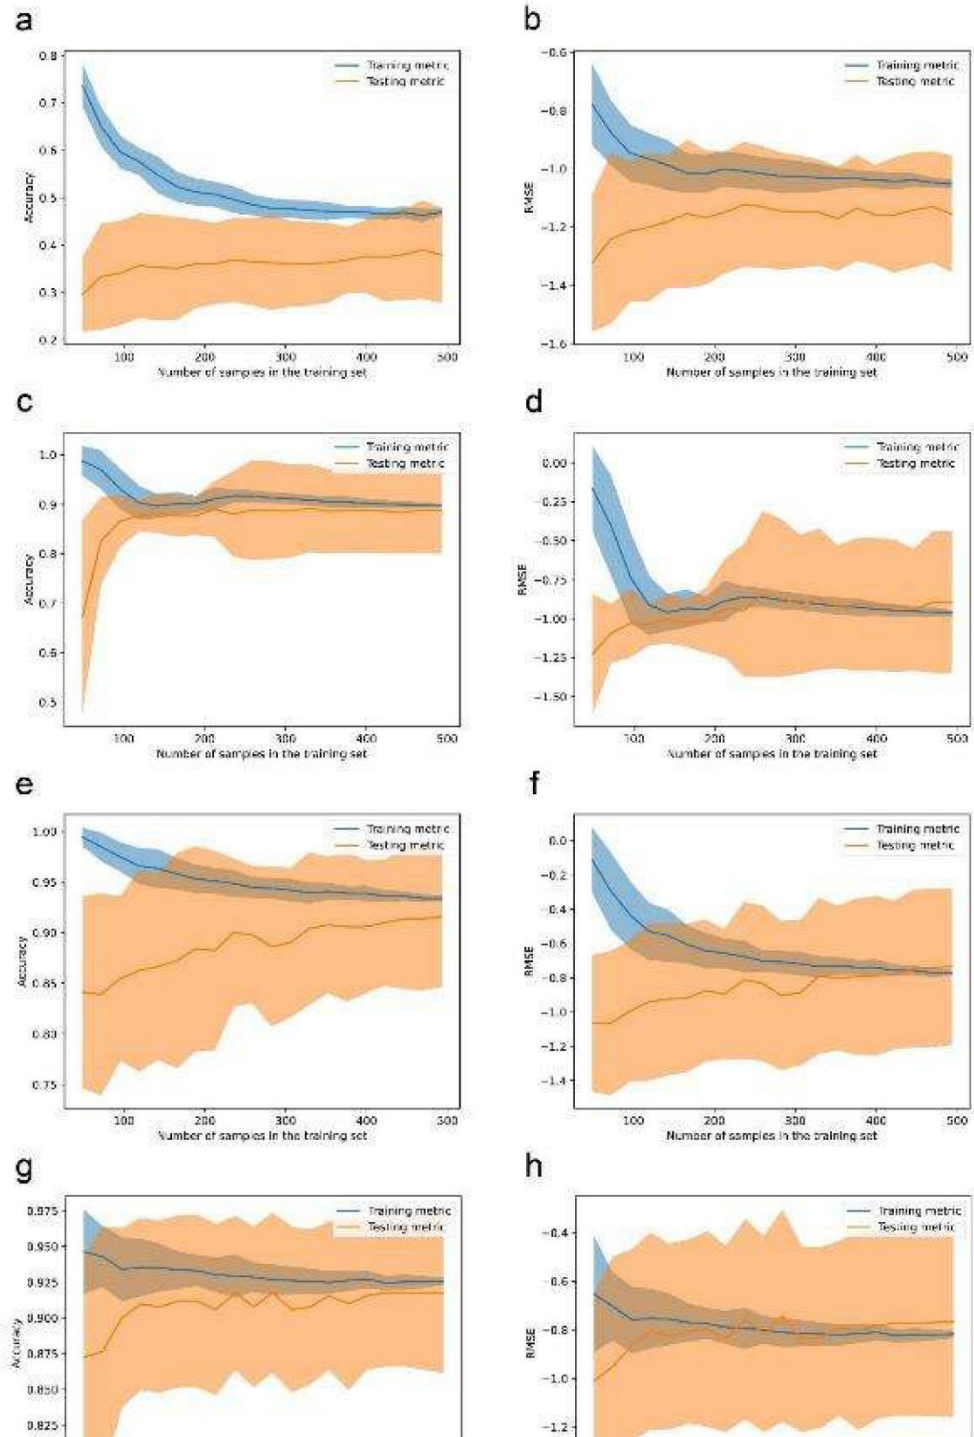 a
b
0.8
0.7
0.6
0.5
0.4
0.3
0.2
Accuracy
Training metric
Testing metric
100 200 300 400 500
Number of samples in the training set
−0.6
−0.8
−1.0
−1.2
−1.4
−1.6
RMSE
Training metric
Testing metric
100 200 300 400 500
Number of samples in the training set
c
d
1.0
0.9
0.8
0.7
0.6
0.5
Accuracy
Training metric
Testing metric
100 200 300 400 500
Number of samples in the training set
0.00
−0.25
−0.50
−0.75
−1.00
−1.25
−1.50
RMSE
Training metric
Testing metric
100 200 300 400 500
Number of samples in the training set
e
f
1.00
0.95
0.90
0.85
0.80
0.75
Accuracy
Training metric
Testing metric
100 200 300 400 500
Number of samples in the training set
0.0
−0.2
−0.4
−0.6
−0.8
−1.0
−1.2
−1.4
RMSE
Training metric
Testing metric
100 200 300 400 500
Number of samples in the training set
g
h
0.975
0.950
0.925
0.900
0.875
0.850
0.825
Accuracy
Training metric
Testing metric
−0.4
−0.6
−0.8
−1.0
−1.2
RMSE
Training metric
Testing metric